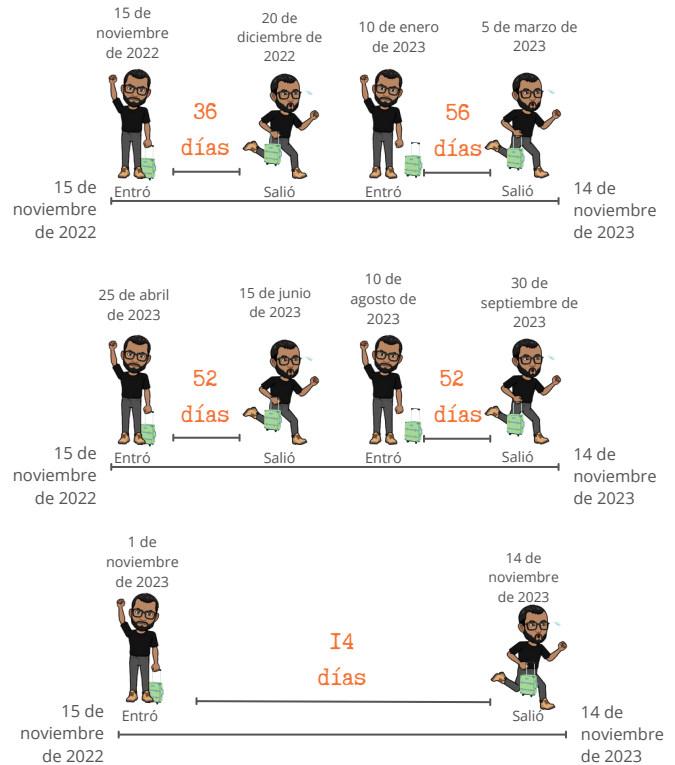 15 de
noviembre
de 2022
20 de
diciembre de
2022
10 de enero
de 2023
5 de marzo de
2023
36
días
56
días
Entró
Salió
Entró
Salió
15 de
noviembre
de 2022
14 de
noviembre
de 2023
25 de abril
de 2023
15 de junio
de 2023
10 de
agosto de
2023
30 de
septiembre de
2023
52
días
52
días
Entró
Salió
Entró
Salió
15 de
noviembre
de 2022
14 de
noviembre
de 2023
1 de
noviembre
de 2023
14 de
noviembre
de 2023
I4
días
Entró
Salió
15 de
noviembre
de 2022
14 de
noviembre
de 2023